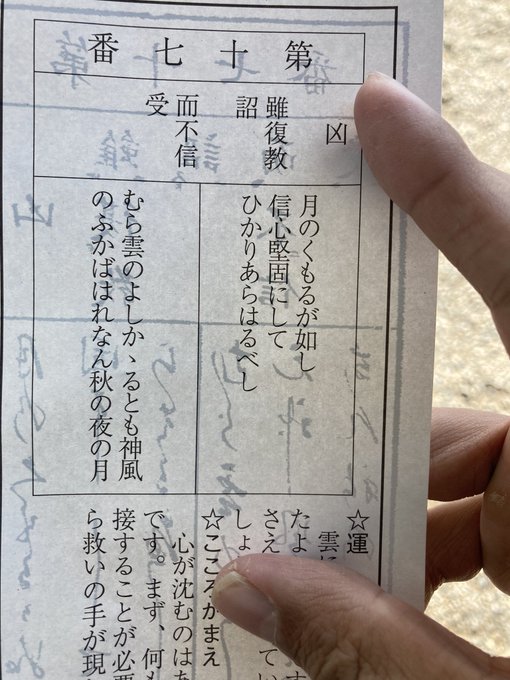 第十七番
凶
雖復教
詔
而不信
受
月のくもるが如し
信心堅固にして
ひかりあらはるべし
むら雲のよしかゝるとも神風
のふかばはれなん秋の夜の月
☆運
雲に
たよ
さえ
しょ
☆こころがまえ
心が沈むのはあ
です。まず、何も
接することが必要
ら救いの手が現